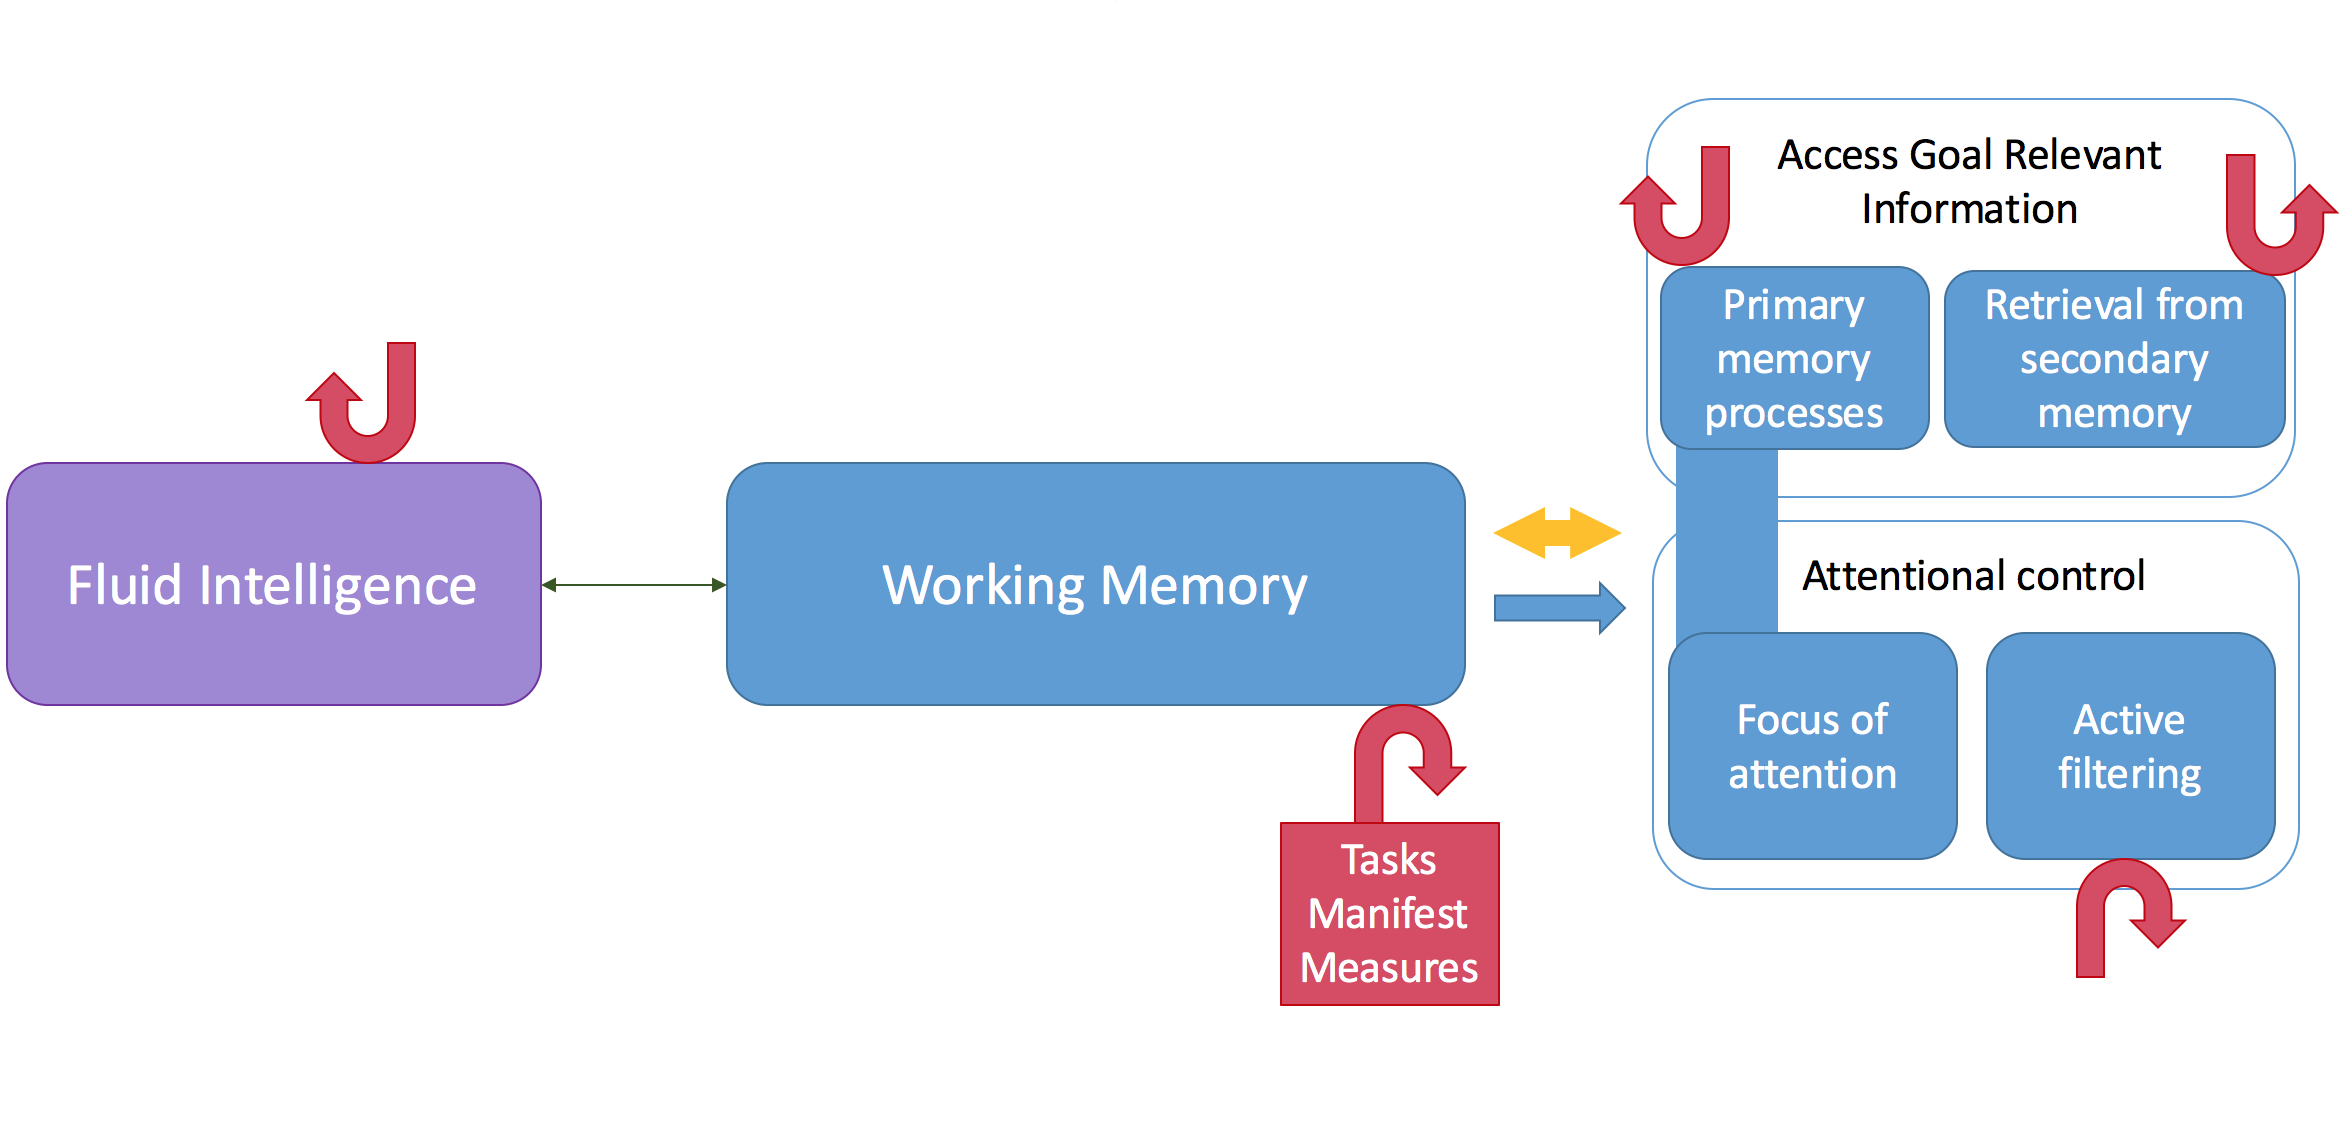 Access Goal Relevant
Information
Primary
memory
processes
Retrieval from
secondary
memory
Fluid Intelligence
Working Memory
Attentional control
Focus of
attention
Active
filtering
Tasks
Manifest
Measures